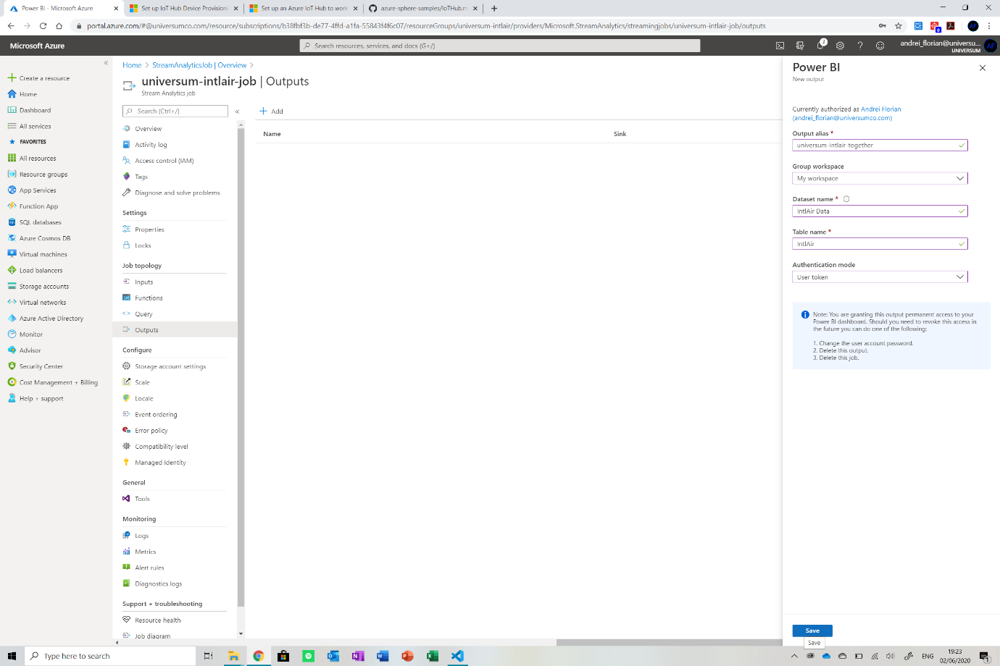 Power BI - Microsoft Azure
Set up IoT Hub Device Provisioni
Set up an Azure IoT Hub to work
azure-sphere-samples/IoTHub.m
portal.azure.com/#@universumco.com/resource/subscriptions/b38fbf3b-de77-4ffd-a1fa-55843f4f6c07/resourceGroups/universum-intlair/providers/Microsoft.StreamAnalytics/streamingjobs/universum-intlair-job/outputs
Microsoft Azure
Search resources, services, and docs (G+/)
3
andrei_florian@universu...
UNIVERSUM
AF
Create a resource
Home
Dashboard
All services
FAVORITES
All resources
Resource groups
App Services
Function App
SQL databases
Azure Cosmos DB
Virtual machines
Load balancers
Storage accounts
Virtual networks
Azure Active Directory
Monitor
Advisor
Security Center
Cost Management + Billing
Help + support
Home > StreamAnalyticsJob | Overview >
universum-intlair-job | Outputs
Stream Analytics job
Search (Ctrl+/)
Overview
Activity log
Access control (IAM)
Tags
Diagnose and solve problems
Settings
Properties
Locks
Job topology
Inputs
Functions
Query
Outputs
Configure
Storage account settings
Scale
Locale
Event ordering
Error policy
Compatibility level
Managed Identity
General
Tools
Monitoring
Logs
Metrics
Alert rules
Diagnostics logs
Support + troubleshooting
Resource health
Job diagram
Add
Name
Sink
Power BI
New output
Currently authorized as Andrei Florian
(andrei_florian@universumco.com)
Output alias *
universum-intlair-together
Group workspace
My workspace
Dataset name *
IntlAir Data
Table name *
IntlAir
Authentication mode
User token
Note: You are granting this output permanent access to your
Power BI dashboard. Should you need to revoke this access in
the future you can do one of the following:
1. Change the user account password.
2. Delete this output.
3. Delete this job.
Save
Save
Type here to search
ENG
19:23
02/06/2020